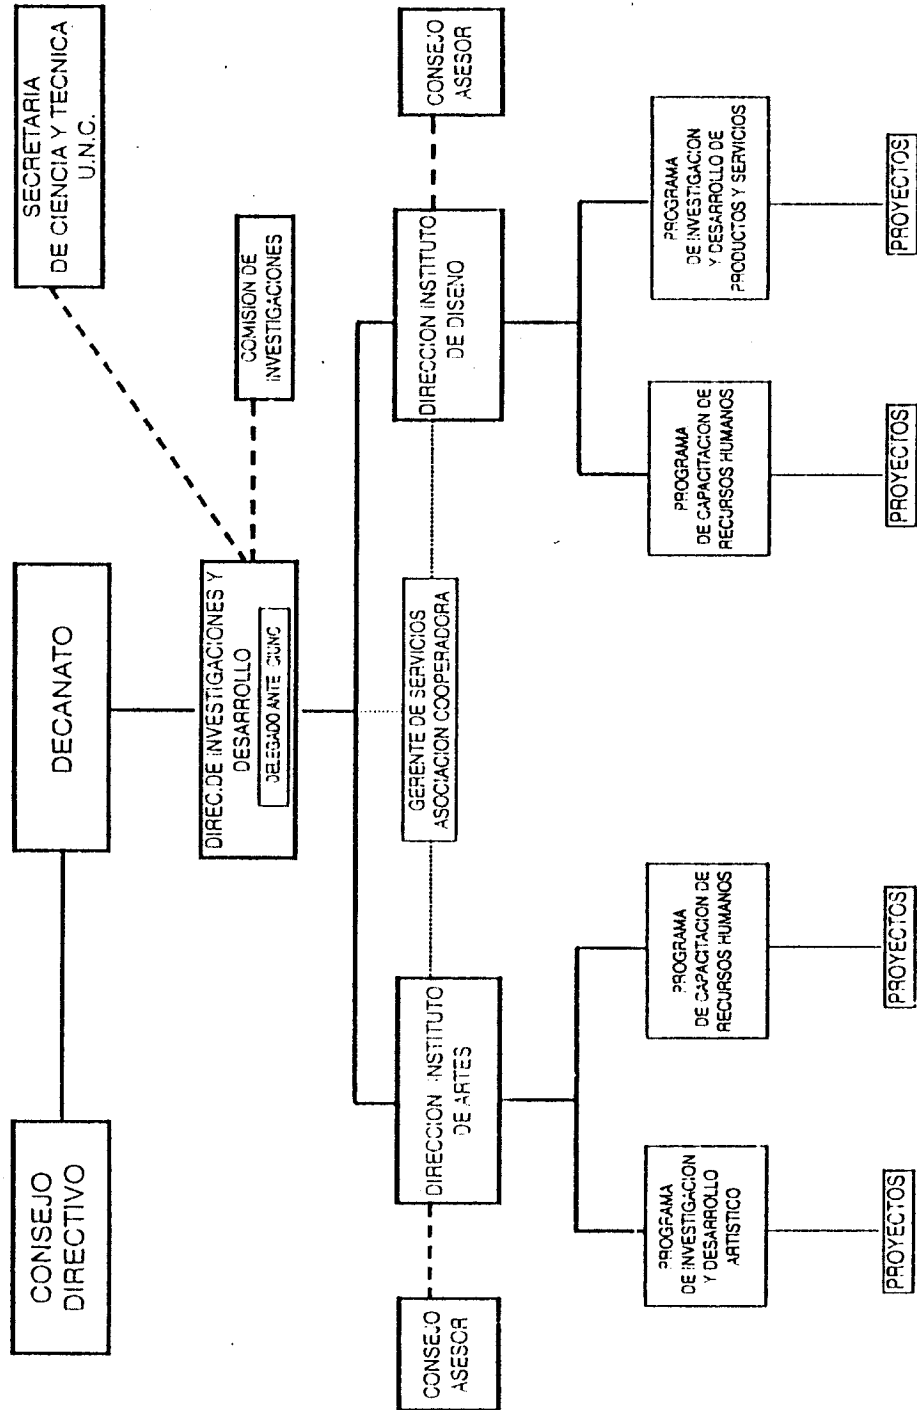 CONSEJO
DIRECTIVO
DECANATO
SECRETARIA
DE CIENCIA Y TECNICA
U.N.C.
DIREC.DE INVESTIGACIONES Y
DESARROLLO
DELEGADO ANTE CIUNC
COMISION DE
INVESTIGACIONES
CONSEJO
ASESOR
DIRECCION INSTITUTO
DE ARTES
GERENTE DE SERVICIOS
ASOCIACION COOPERADORA
DIRECCION INSTITUTO
DE DISENO
CONSEJO
ASESOR
PROGRAMA
DE INVESTIGACION
Y DESARROLLO
ARTISTICO
PROGRAMA
DE CAPACITACION DE
RECURSOS HUMANOS
PROGRAMA
DE CAPACITACION DE
RECURSOS HUMANOS
PROGRAMA
DE INVESTIGACION
Y DESARROLLO DE
PRODUCTOS Y SERVICIOS
PROYECTOS
PROYECTOS
PROYECTOS
PROYECTOS